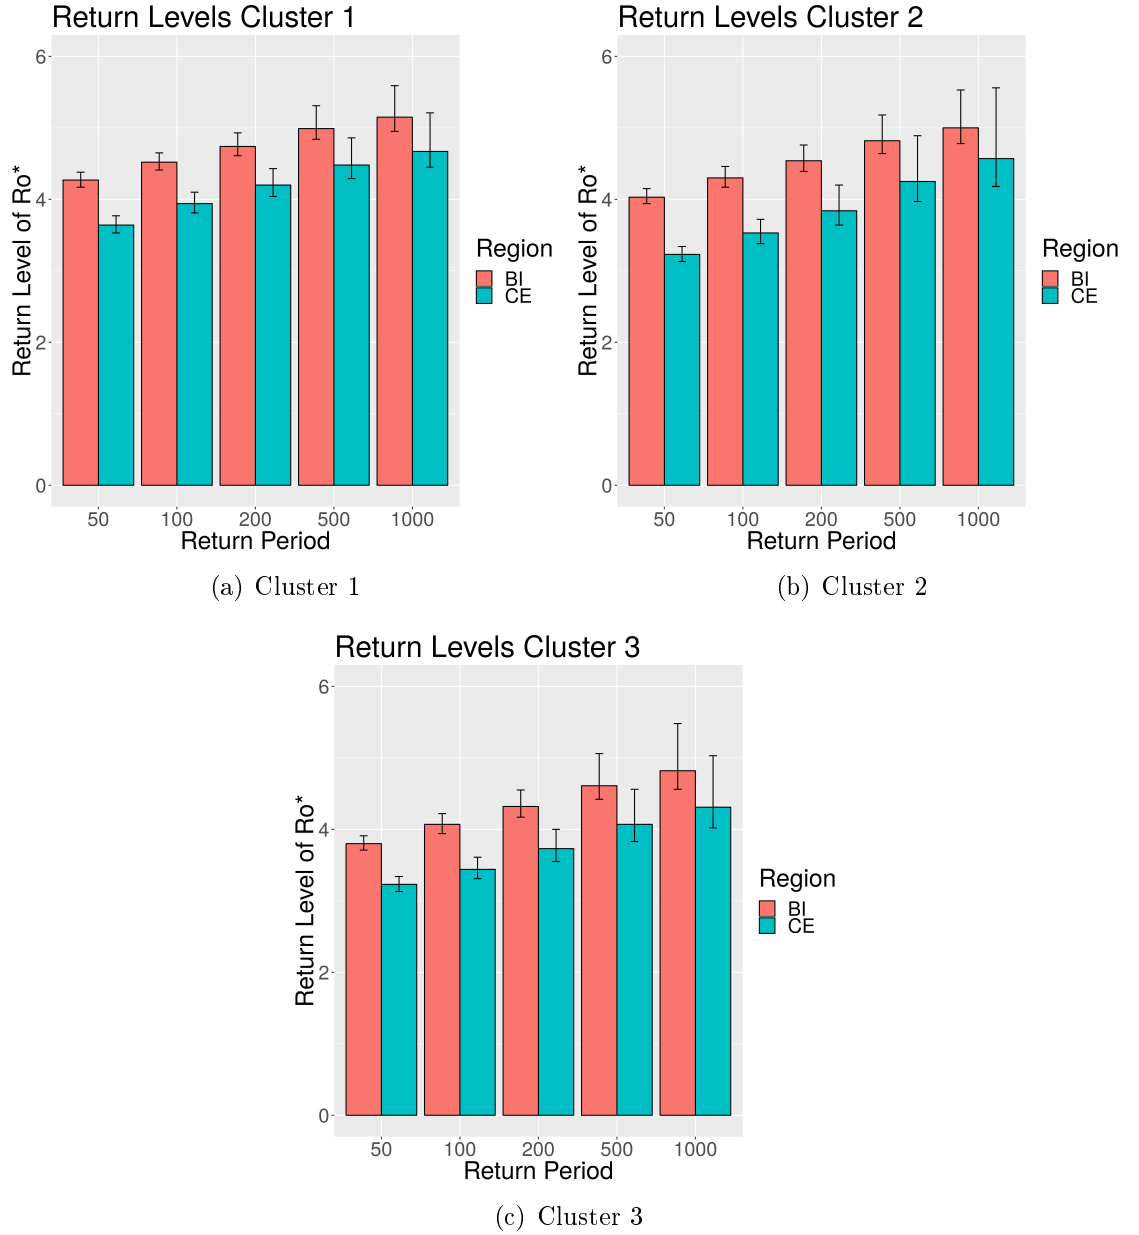 Return Levels Cluster 1
Return Level of Ro*
6
4
2
0
50 100 200 500 1000
Return Period
Region
BI
CE
(a) Cluster 1
Return Levels Cluster 2
Return Level of Ro*
6
4
2
0
50 100 200 500 1000
Return Period
Region
BI
CE
(b) Cluster 2
Return Levels Cluster 3
Return Level of Ro*
6
4
2
0
50 100 200 500 1000
Return Period
Region
BI
CE
(c) Cluster 3